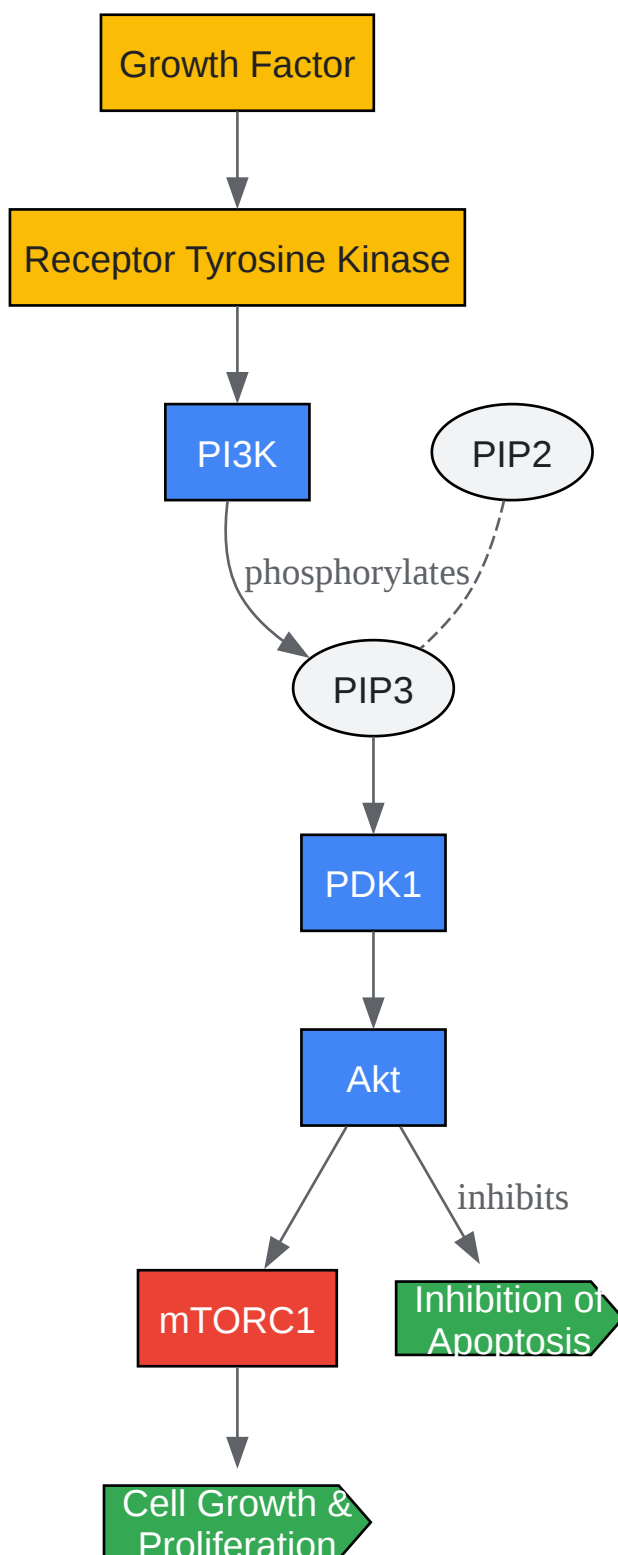 Growth Factor
Receptor Tyrosine Kinase
PI3K
PIP2
phosphorylates
PIP3
PDK1
Akt
inhibits
mTORC1
Inhibition of
Apoptosis
Cell Growth &
Proliferation